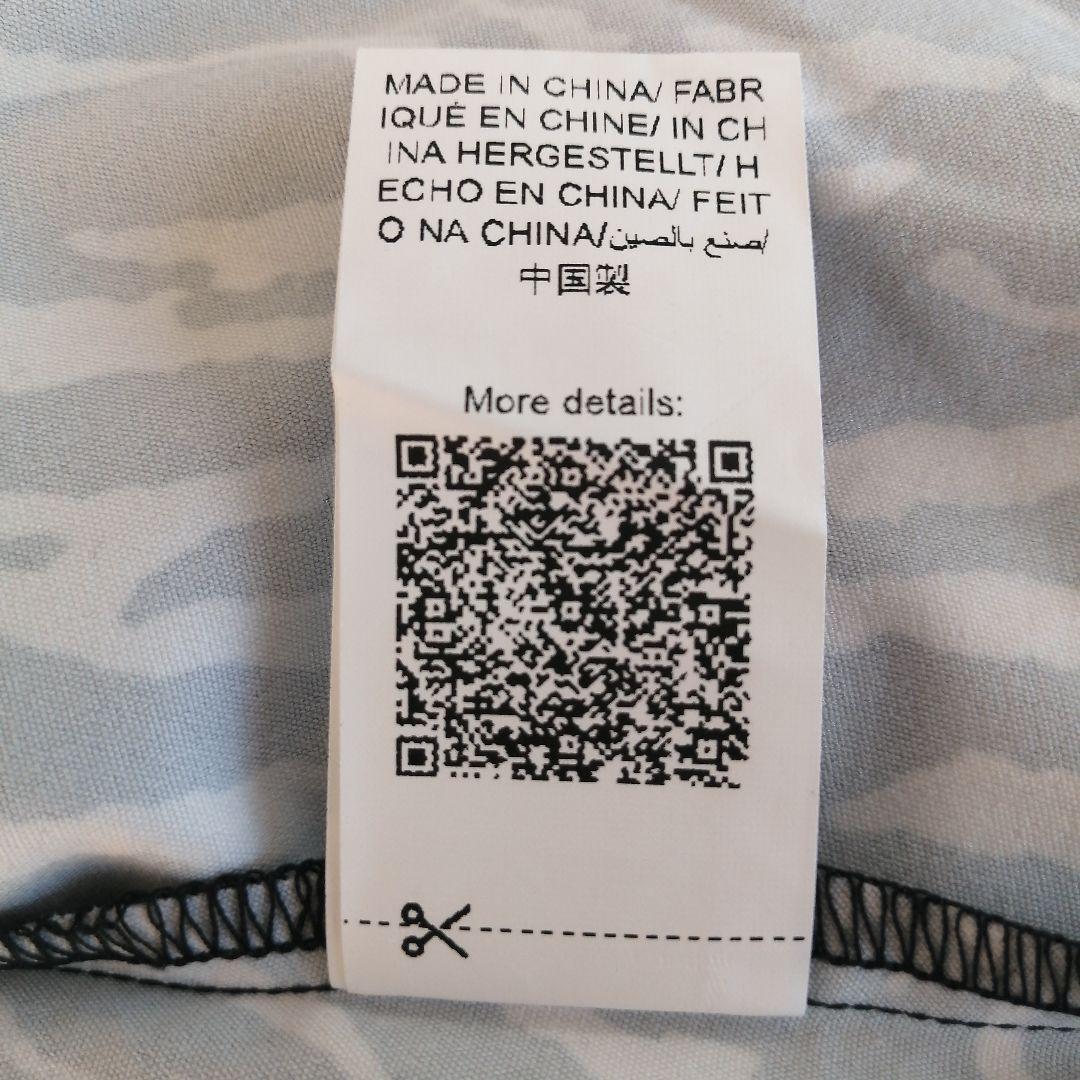 MADE IN CHINA/ FABR
IQUÉ EN CHINE/ IN CH
INA HERGESTELLT/ H
ECHO EN CHINA/ FEIT
O NA CHINA/صنع بالصين/
中国製
More details: